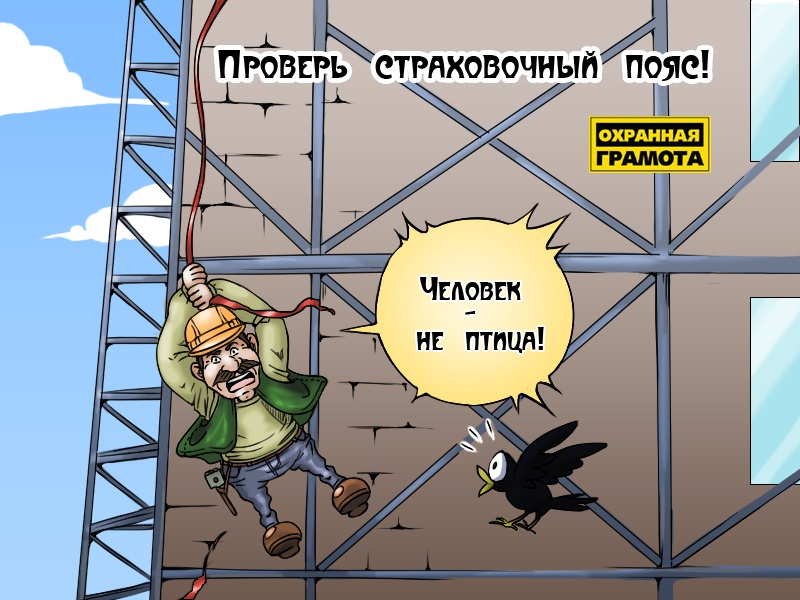 Проверь страховочный пояс!
ОХРАННАЯ
ГРАМОТА
Человек
-
не птица!